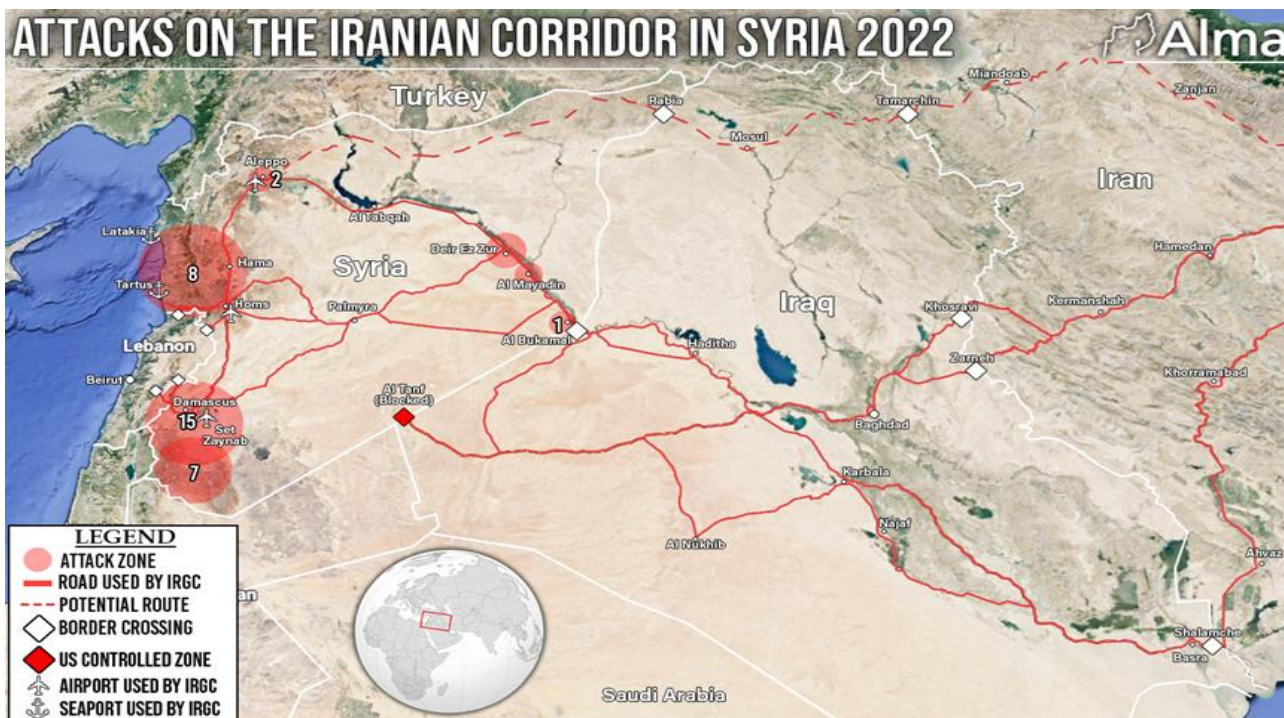 ATTACKS ON THE IRANIAN CORRIDOR IN SYRIA 2022
Alma
Turkey
Rabia
Tamarchin
Miandoab
Zanjan
Mosul
Aleppo
2
Iran
Al Tabqah
Latakia
Deir Ez Zur
Hama
Hamedan
8
Syria
Al Mayadin
Tartus
Homs
Palmyra
Iraq
Khosravi
Kermanshah
1
Al Bukamal
Lebanon
Haditha
Zarneh
Beirut
Khorramabad
Al Tanf
(Blocked)
Damascus
15
Set
Zaynab
Baghdad
7
Karbala
Najaf
Al Nukhib
Ahvaz
LEGEND
ATTACK ZONE
ROAD USED BY IRGC
POTENTIAL ROUTE
BORDER CROSSING
US CONTROLLED ZONE
AIRPORT USED BY IRGC
SEAPORT USED BY IRGC
Shalamche
Basra
Saudi Arabia